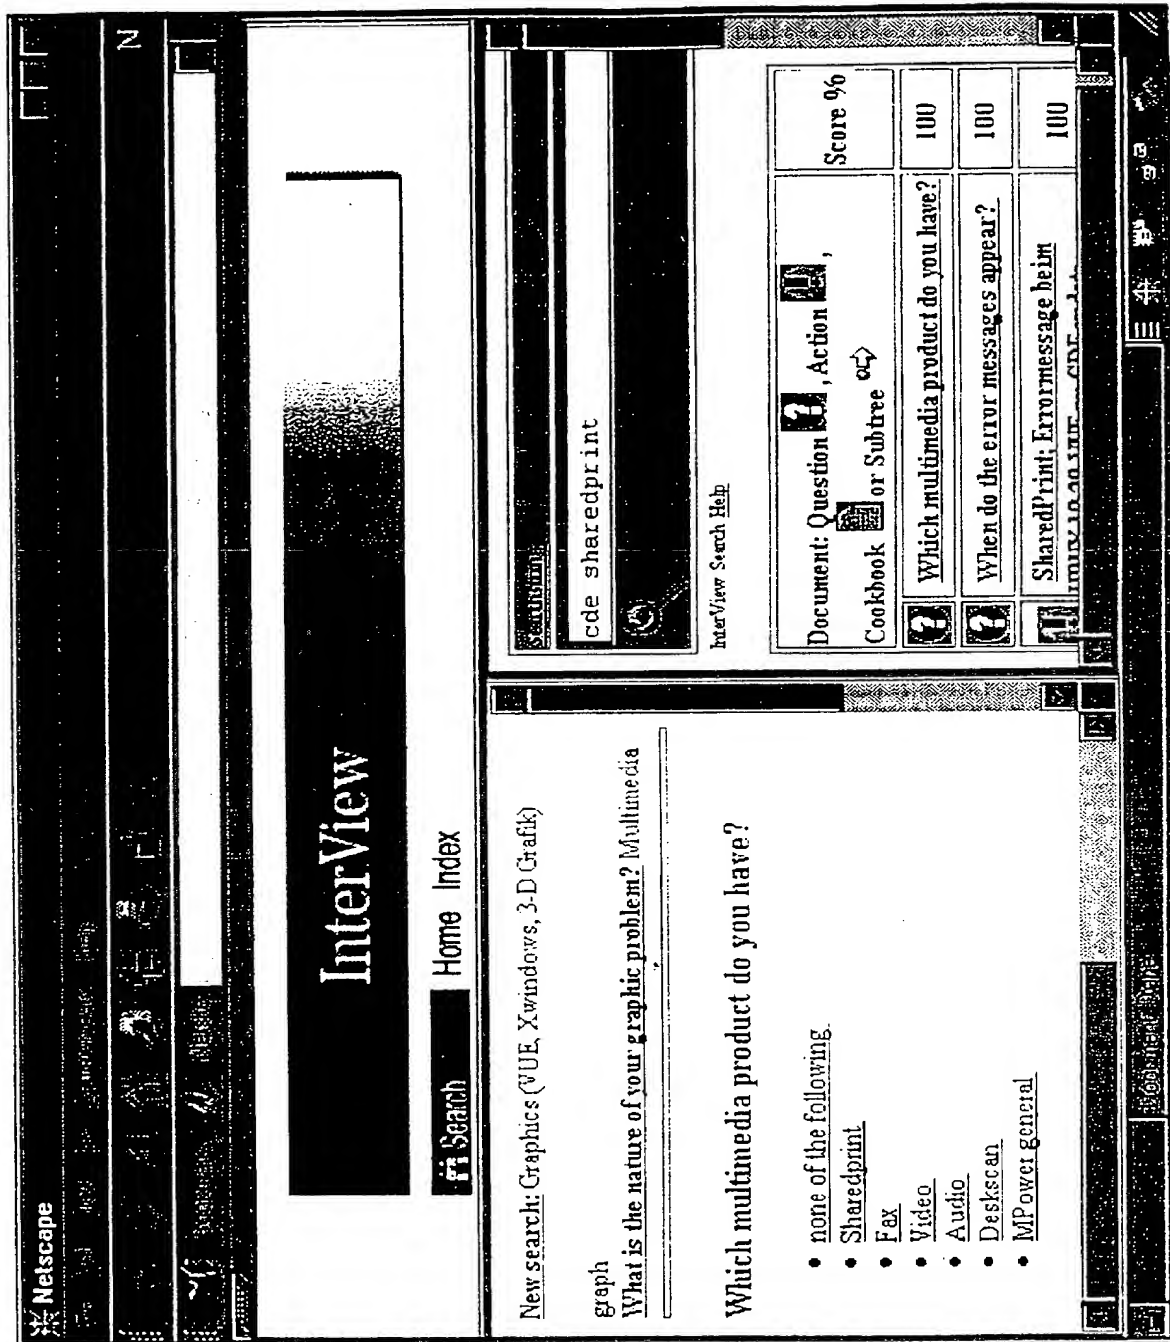 Netscape
N
InterView
Search Home Index
New search: Graphics (VUE, Xwindows, 3-D Grafik)
graph
What is the nature of your graphic problem? Multimedia
Which multimedia product do you have?
• none of the following.
• Sharedprint
• Fax
• Video
• Audio
• Deskscan
• MPower general
cde sharedprint
InterView Search Help
Document: Question ? , Action ,
Cookbook or Subtree
Score %
? Which multimedia product do you have? 100
? When do the error messages appear? 100
SharedPrint; Errormessage beim 100
Document: Done